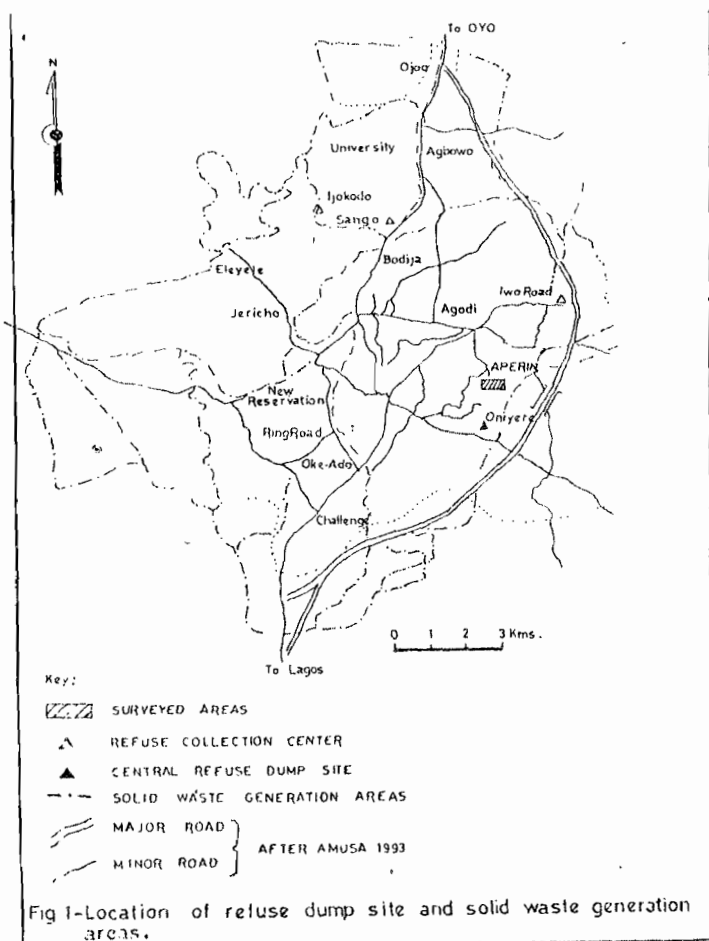 To OYO
Ojoo
N
University
Agbowo
Ijokodo
Sango
Bodija
Eleyele
Iwo Road
Jericho
Agodi
APERIN
New
Reservation
Oniyere
Ring Road
Oke-Ado
Challenge
0 1 2 3 Kms.
To Lagos
Key:
SURVEYED AREAS
REFUSE COLLECTION CENTER
CENTRAL REFUSE DUMP SITE
SOLID WASTE GENERATION AREAS
MAJOR ROAD
AFTER AMUSA 1993
MINOR ROAD
Fig 1-Location of refuse dump site and solid waste generation
areas.